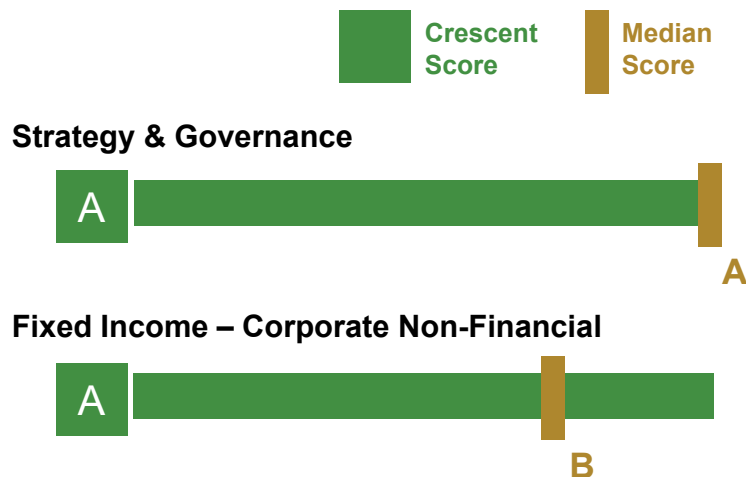 Crescent
Score
Median
Score
Strategy & Governance
A
A
Fixed Income – Corporate Non-Financial
A
B